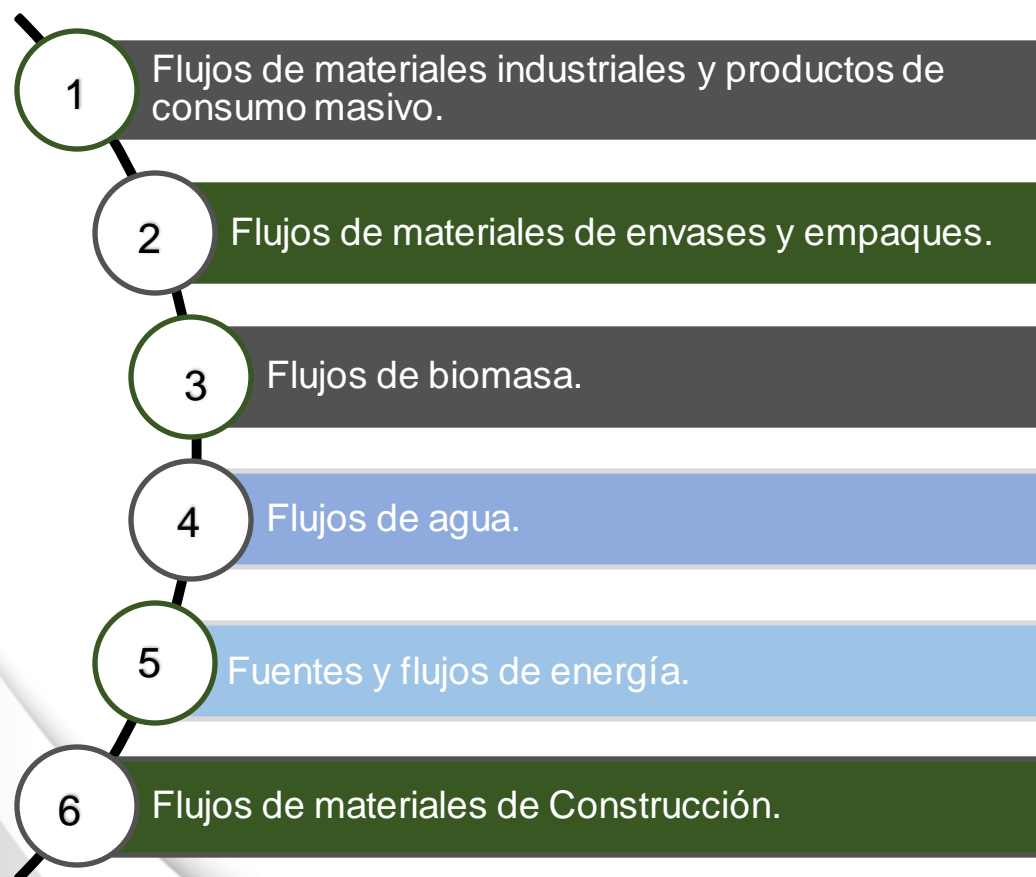 1
Flujos de materiales industriales y productos de
consumo masivo.
2
Flujos de materiales de envases y empaques.
3
Flujos de biomasa.
4
Flujos de agua.
5
Fuentes y flujos de energía.
6
Flujos de materiales de Construcción.